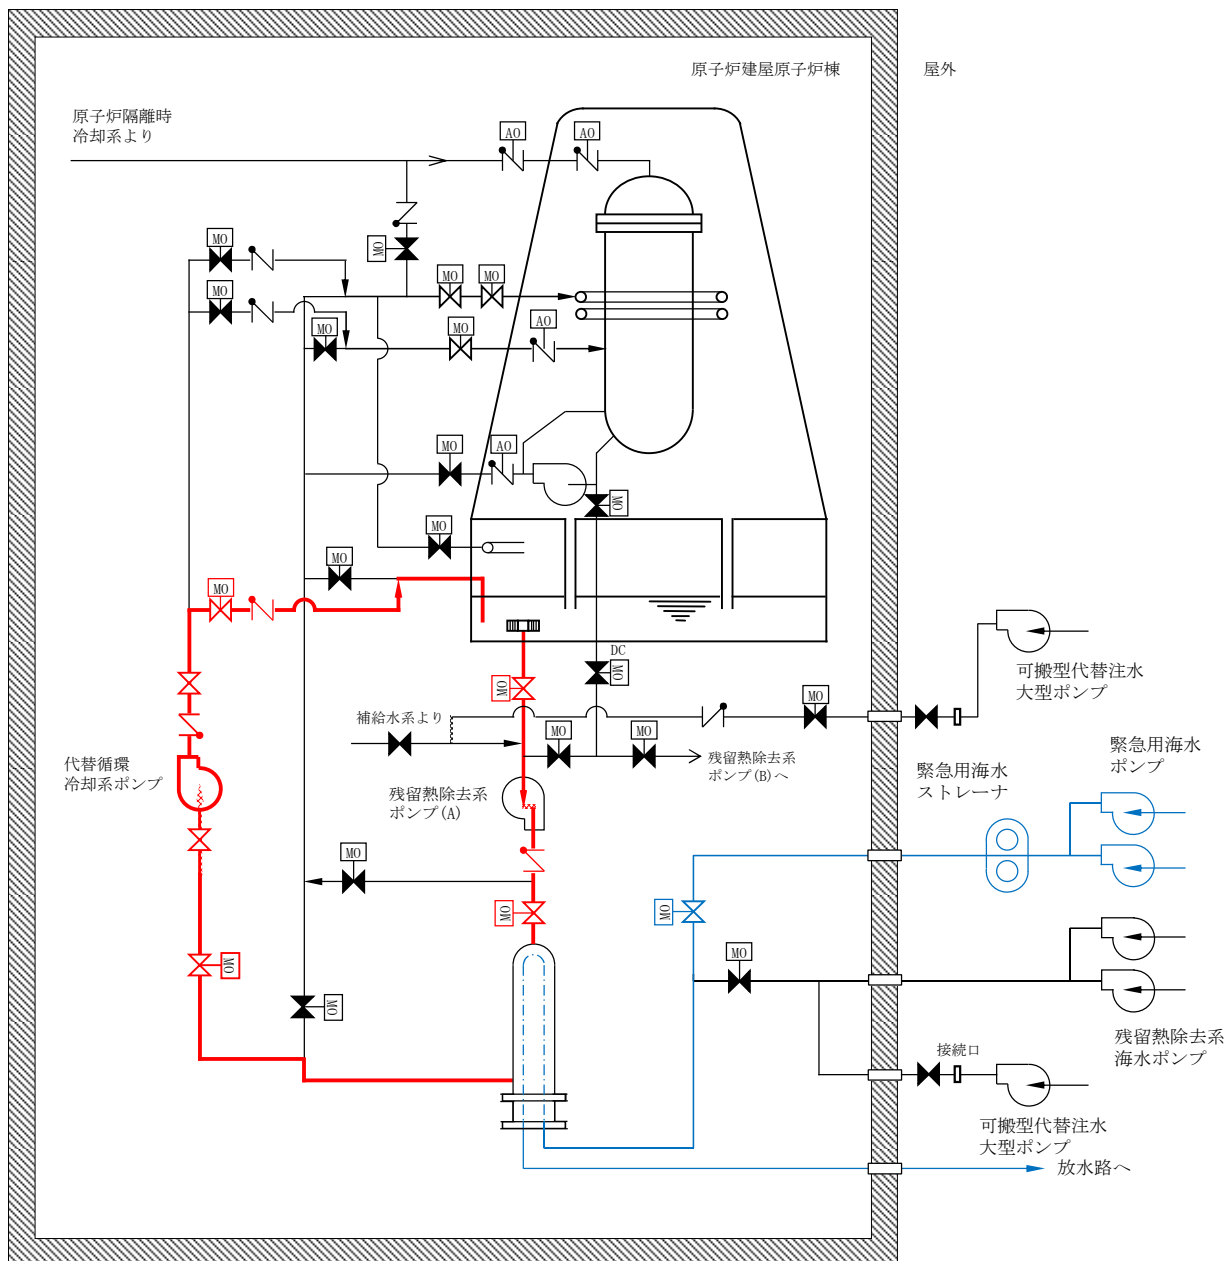 原子炉建屋原子炉棟
屋外
原子炉隔離時
冷却系より
AO
AO
MO
MO
MO
MO
MO
MO
AO
MO
MO
MO
AO
MO
MO
MO
MO
可搬型代替注水
大型ポンプ
DC
MO
MO
MO
補給水系より
MO
MO
残留熱除去系
ポンプ(B)へ
緊急用海水
ポンプ
代替循環
冷却系ポンプ
緊急用海水
ストレーナ
残留熱除去系
ポンプ(A)
MO
MO
MO
MO
MO
MO
残留熱除去系
海水ポンプ
接続口
可搬型代替注水
大型ポンプ
放水路へ